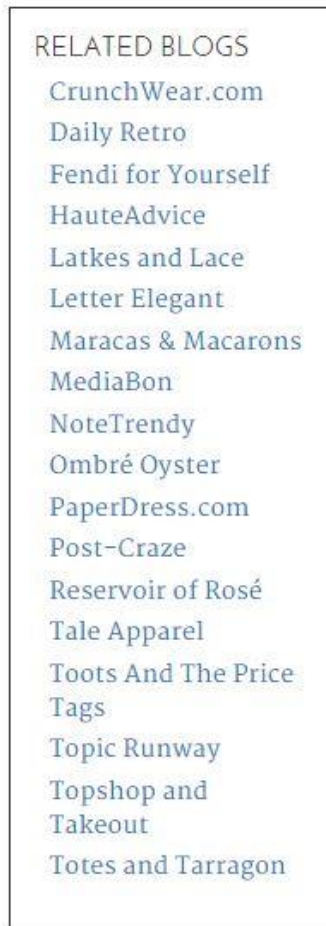 RELATED BLOGS
CrunchWear.com
Daily Retro
Fendi for Yourself
HauteAdvice
Latkes and Lace
Letter Elegant
Maracas & Macarons
MediaBon
NoteTrendy
Ombré Oyster
PaperDress.com
Post-Craze
Reservoir of Rosé
Tale Apparel
Toots And The Price
Tags
Topic Runway
Topshop and
Takeout
Totes and Tarragon